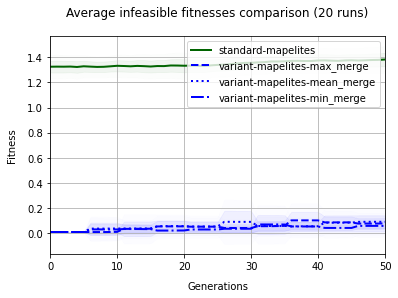 Average infeasible fitnesses comparison (20 runs)
standard-mapelites
variant-mapelites-max_merge
variant-mapelites-mean_merge
variant-mapelites-min_merge
Fitness
1.4
1.2
1.0
0.8
0.6
0.4
0.2
0.0
0 10 20 30 40 50
Generations